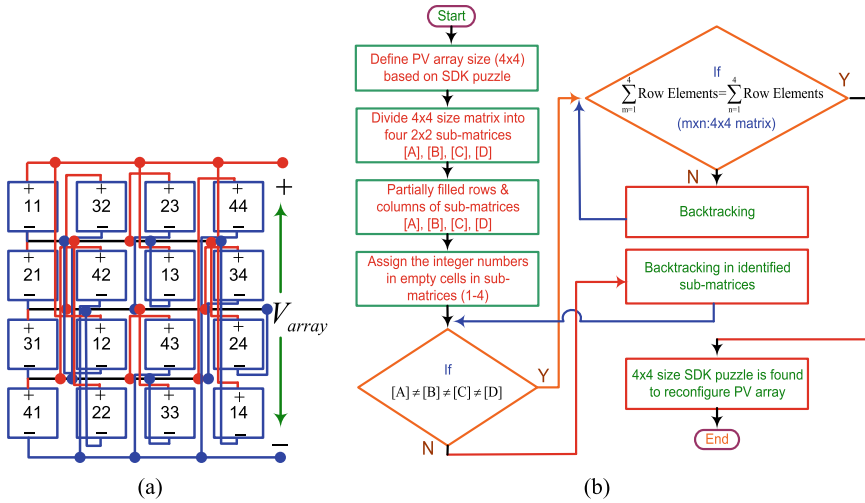 + + + +
11 32 23 44
− − − −
+ + + +
21 42 13 34
− − − −
+ + + +
31 12 43 24
− − − −
+ + + +
41 22 33 14
− − − −
+
V array
−
(a)
Start
Define PV array size (4x4)
based on SDK puzzle
Divide 4x4 size matrix into
four 2x2 sub-matrices
[A], [B], [C], [D]
Partially filled rows &
columns of sub-matrices
[A], [B], [C], [D]
Assign the integer numbers
in empty cells in sub-
matrices (1-4)
If
[A] ≠ [B] ≠ [C] ≠ [D]
Y
N
If
4 4
∑ Row Elements = ∑ Row Elements
m=1 n=1
(mxn:4x4 matrix)
Y
N
Backtracking
Backtracking in identified
sub-matrices
4x4 size SDK puzzle is found
to reconfigure PV array
End
(b)